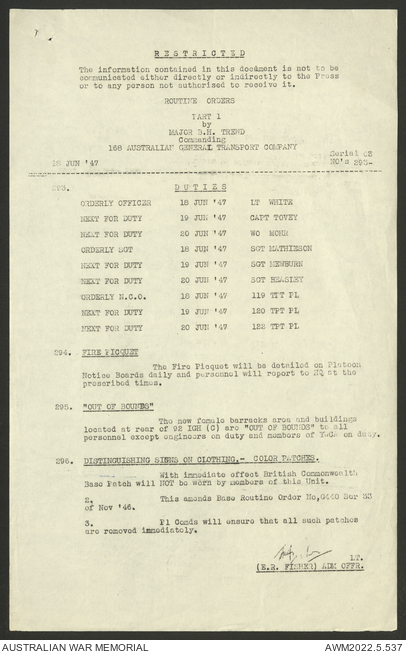 RESTRICTED
The information contained in this document is not to be
communicated either directly or indirectly to the Press
or to any person not authorised to receive it.
ROUTINE ORDERS
PART 1
by
MAJOR B.H. TREND
Commanding
168 AUSTRALIAN GENERAL TRANSPORT COMPANY
Serial
18 JUN '47 NO's 293-
293. DUTIES
ORDERLY OFFICER 18 JUN '47 LT WHITE
NEXT FOR DUTY 19 JUN '47 CAPT TOVEY
NEXT FOR DUTY 20 JUN '47 WO MOHR
ORDERLY SGT 18 JUN '47 SGT MATHIESON
NEXT FOR DUTY 19 JUN '47 SGT NEWBURN
NEXT FOR DUTY 20 JUN '47 SGT BEASLEY
ORDERLY N.C.O. 18 JUN '47 119 TPT PL
NEXT FOR DUTY 19 JUN '47 120 TPT PL
NEXT FOR DUTY 20 JUN '47 122 TPT PL
294. FIRE PICQUET
The Fire Picquet will be detailed on Platoon
Notice Boards daily and personnel will report to HQ at the
prescribed times.
295. "OUT OF BOUNDS"
The new female barracks area and buildings
located at rear of 92 IGH (C) are "OUT OF BOUNDS" to all
personnel except engineers on duty and members of on duty.
296. DISTINGUISHING SIGNS ON CLOTHING.- COLOR PATCHES.
With immediate effect British Commonwealth
Base Patch will NOT be worn by members of this Unit.
2. This amends Base Routine Order No, Ser 33
of Nov '46.
3. Pl Comds will ensure that all such patches
are removed immediately.
LT.
(E.R. FISHER) ADM OFFR.
AUSTRALIAN WAR MEMORIAL AWM2022.5.537